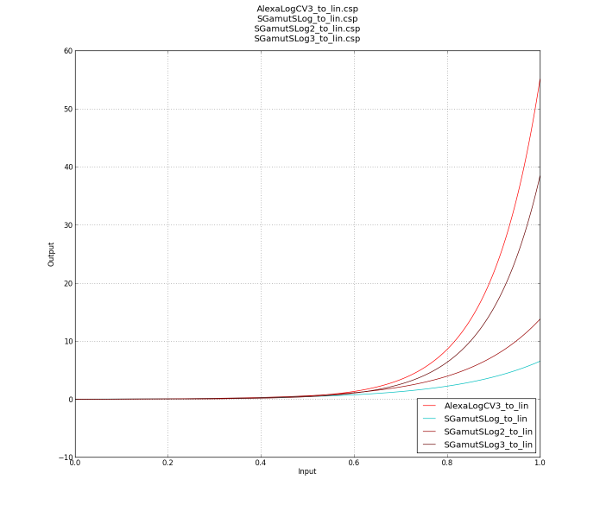 AlexaLogCV3_to_lin.csp
SGamutSLog_to_lin.csp
SGamutSLog2_to_lin.csp
SGamutSLog3_to_lin.csp
60
50
40
30
20
10
0
−10
Output
0.0
0.2
0.4
0.6
0.8
1.0
Input
AlexaLogCV3_to_lin
SGamutSLog_to_lin
SGamutSLog2_to_lin
SGamutSLog3_to_lin